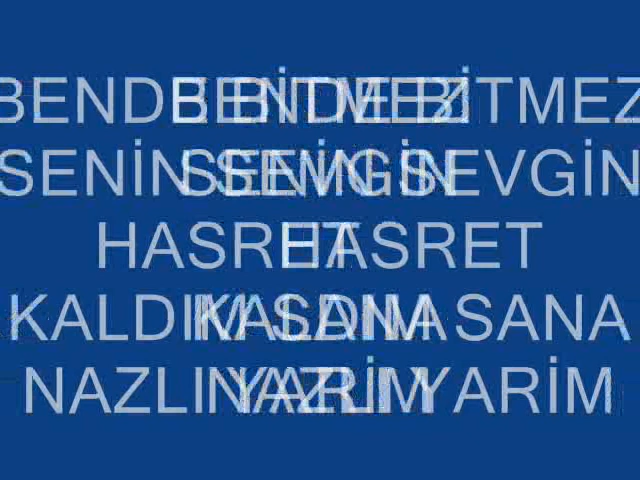 BENDE BİTMEZ
SENİN SEVGİN
HASRET
KALDIM SANA
NAZLI YARİM